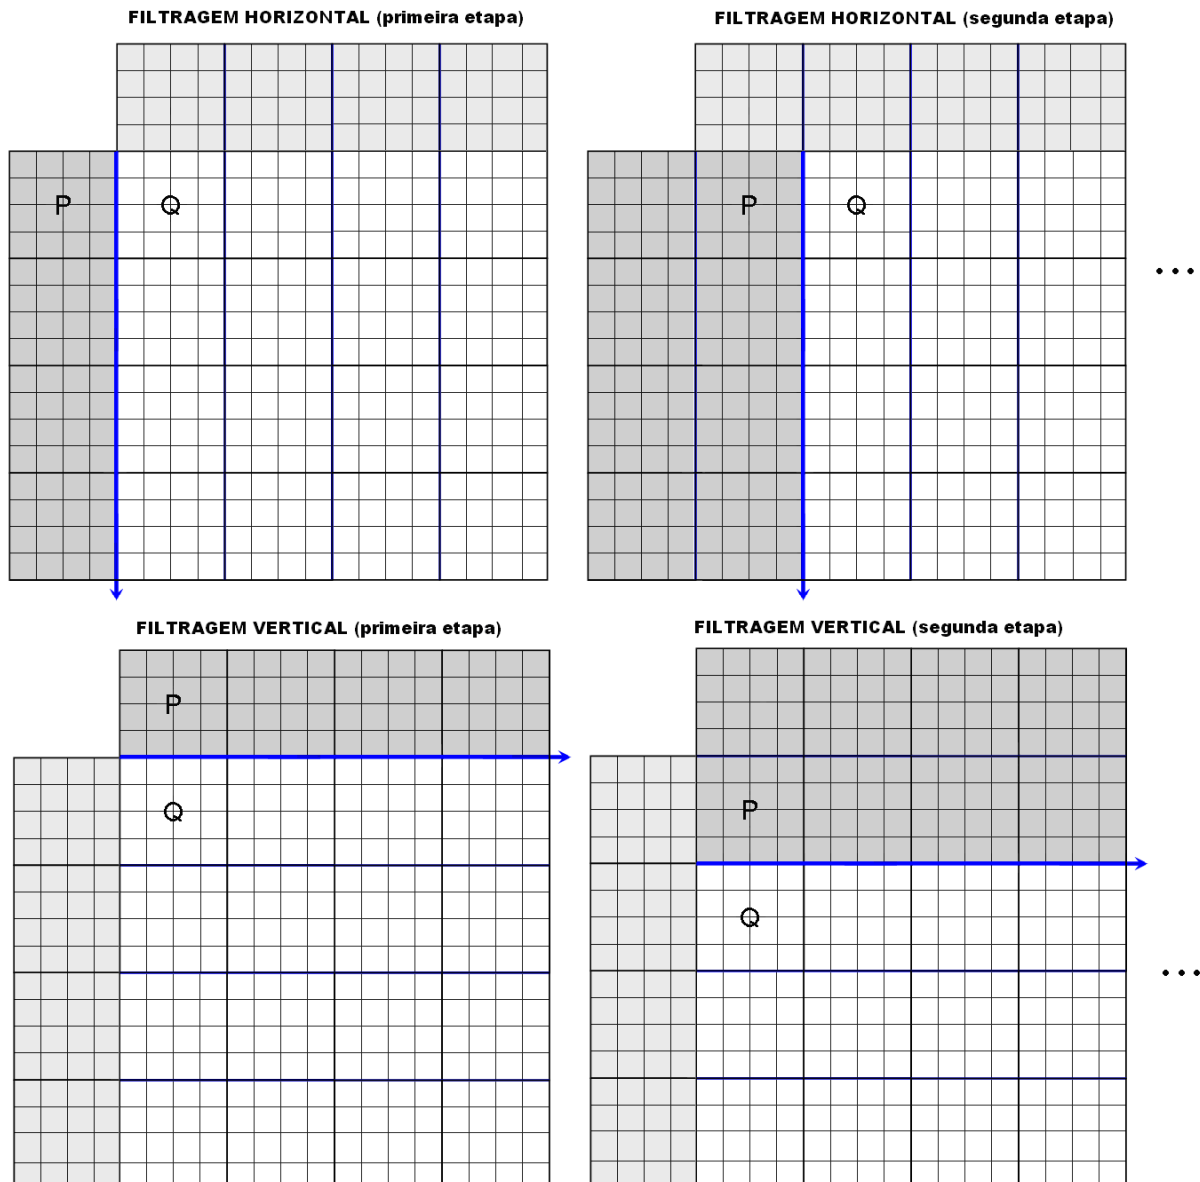 FILTRAGEM HORIZONTAL (primeira etapa)
FILTRAGEM HORIZONTAL (segunda etapa)
P Q
P Q
...
FILTRAGEM VERTICAL (primeira etapa)
FILTRAGEM VERTICAL (segunda etapa)
P
Q
P
Q
...